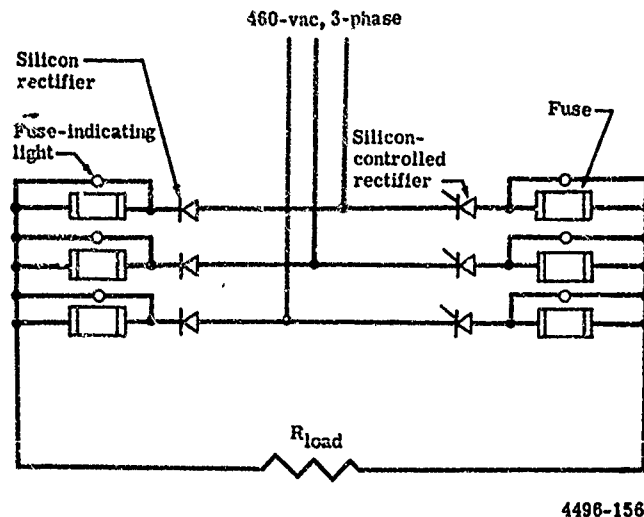 460-vac, 3-phase
Silicon
rectifier
Fuse-indicating
light
Silicon-
controlled
rectifier
Fuse
Rload
4496-156